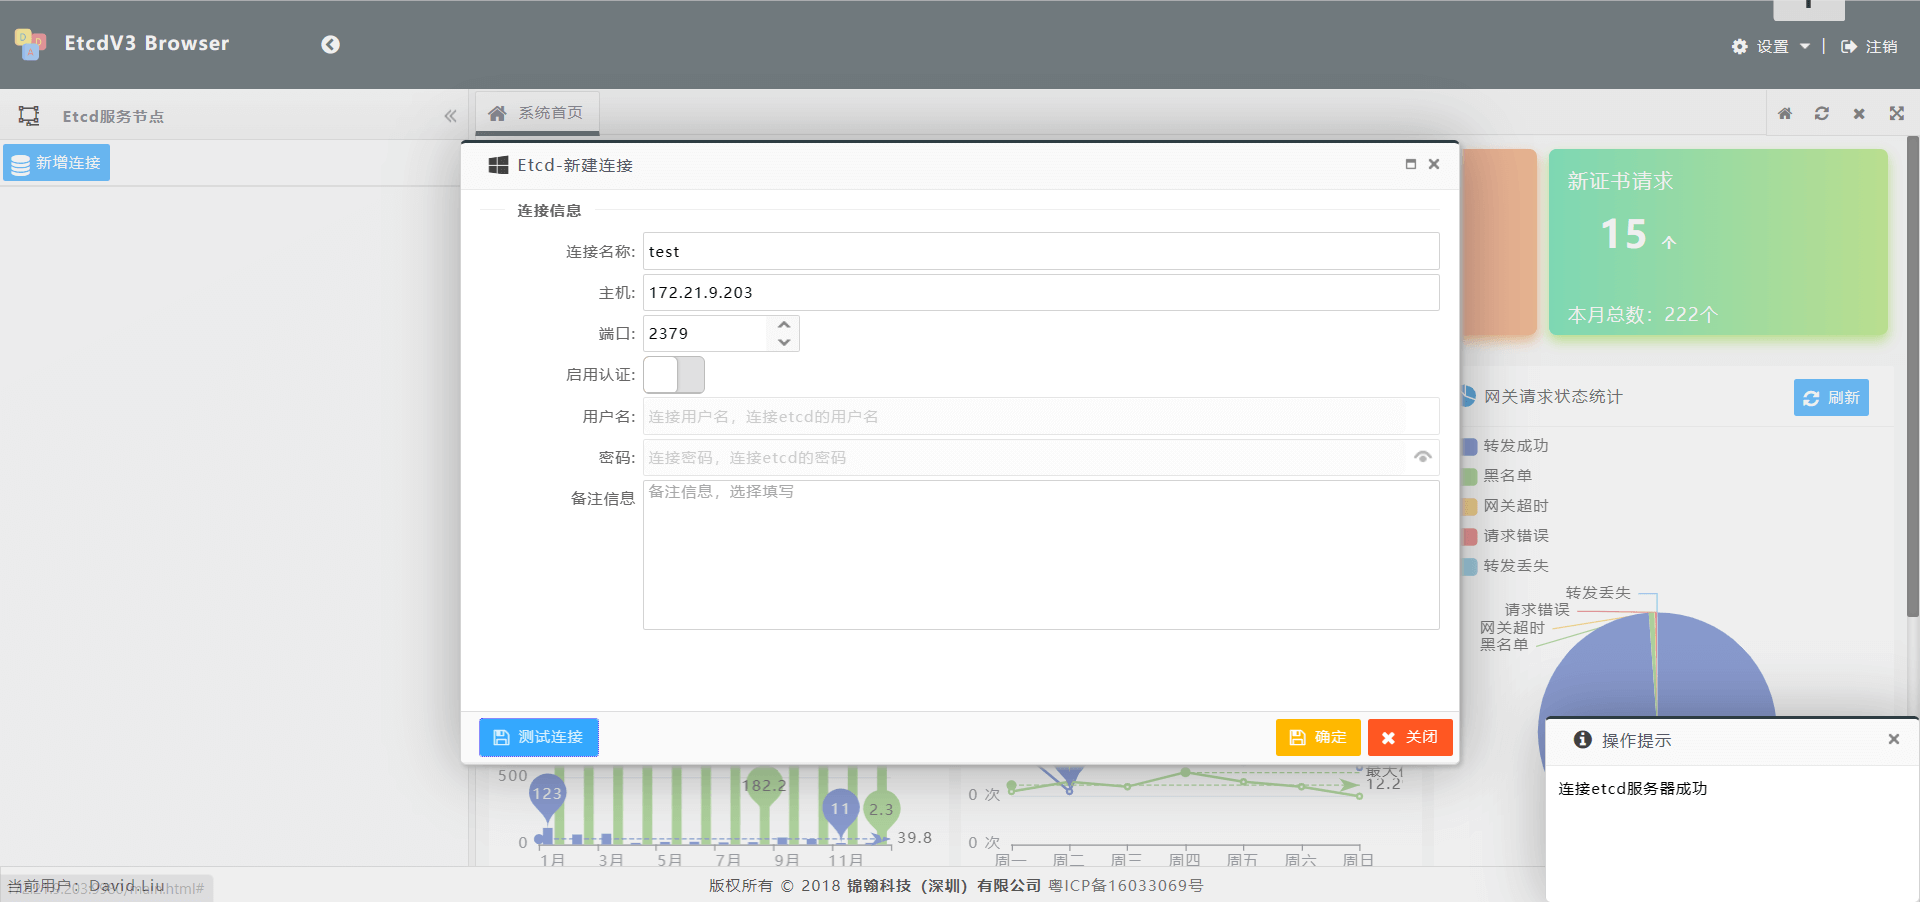 EtcdV3 Browser
设置
注销
Etcd服务节点
系统首页
新增连接
Etcd-新建连接
连接信息
连接名称: test
主机: 172.21.9.203
端口: 2379
启用认证:
用户名: 连接用户名，连接etcd的用户名
密码: 连接密码，连接etcd的密码
备注信息 备注信息，选择填写
测试连接
确定
关闭
新证书请求
15 个
本月总数：222个
网关请求状态统计
刷新
转发成功
黑名单
网关超时
请求错误
转发丢失
转发丢失
请求错误
网关超时
黑名单
操作提示
连接etcd服务器成功
500
0
123
182.2
11
2.3
39.8
1月 3月 5月 7月 9月 11月
0 次
0 次
12.2
周一 周二 周三 周四 周五 周六 周日
当前用户：David Liu
版权所有 © 2018 锦翰科技（深圳）有限公司 粤ICP备16033069号